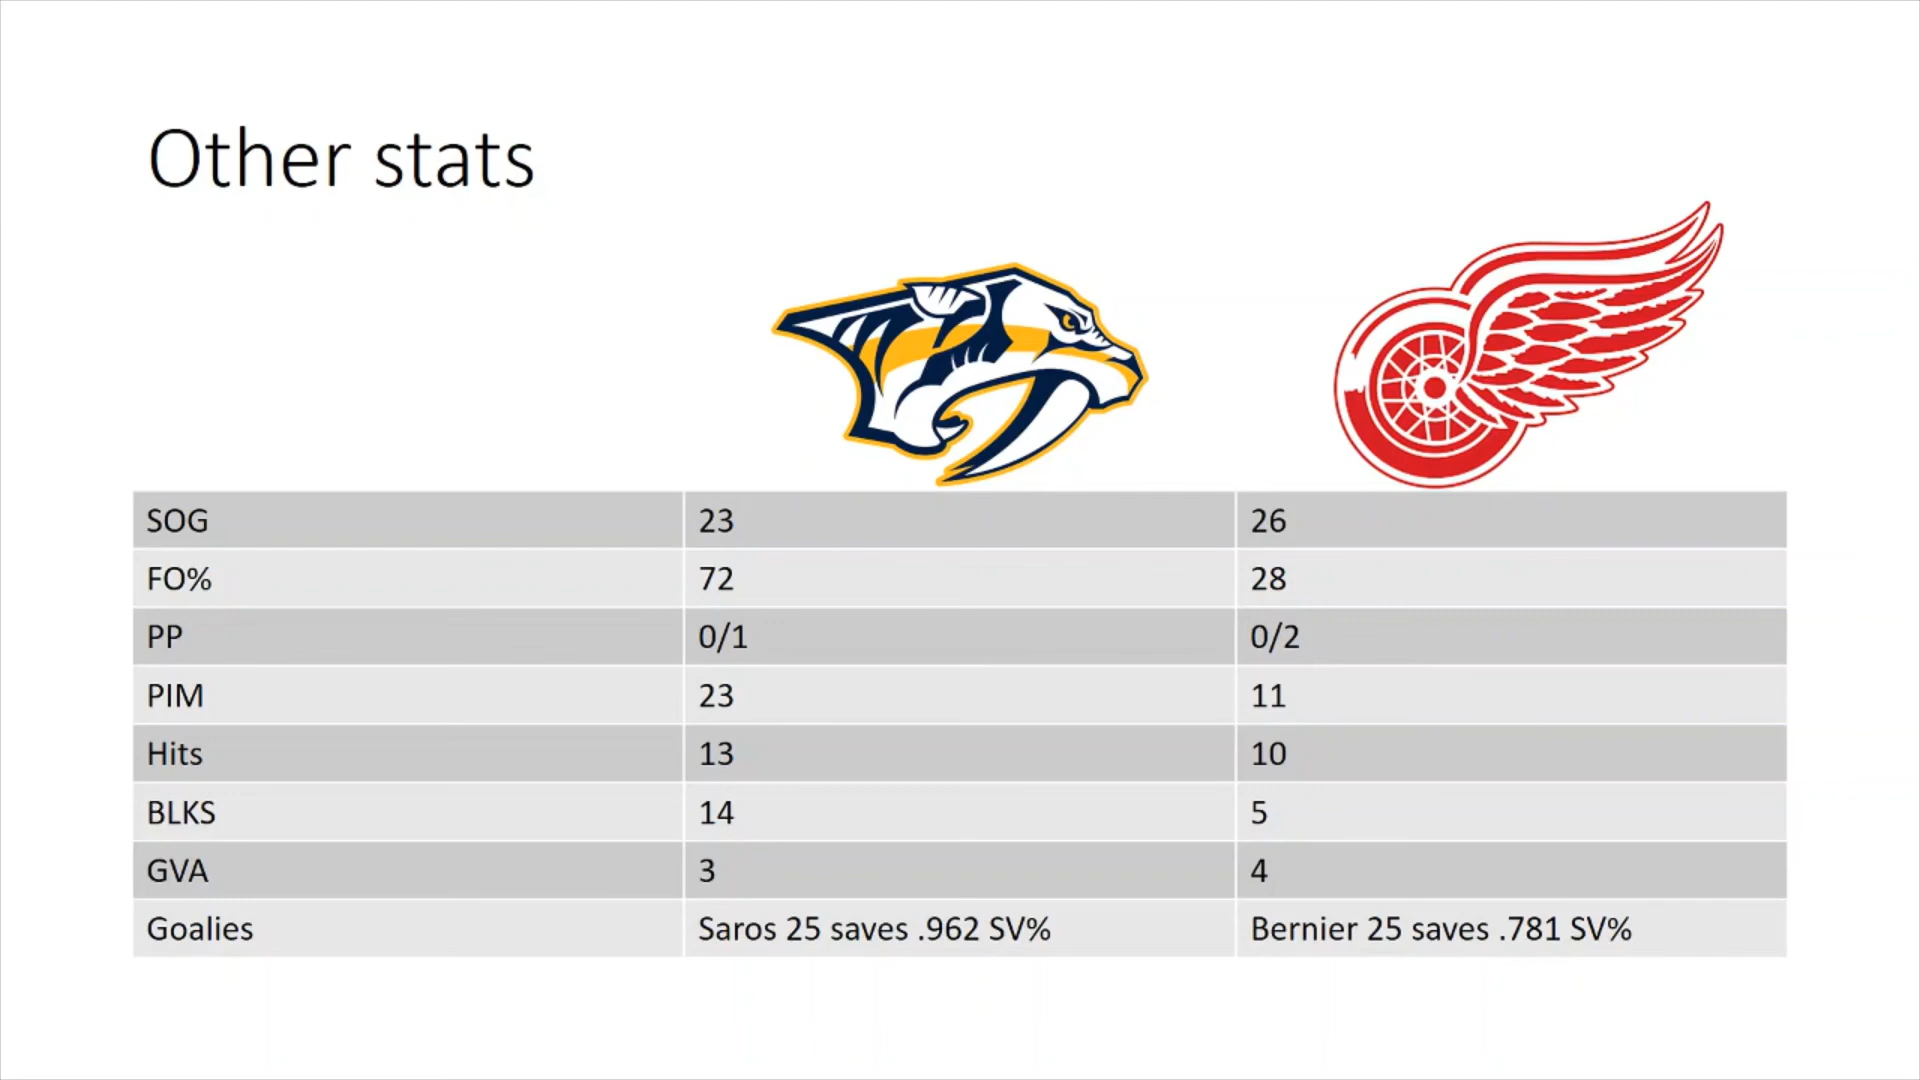 Other stats
SOG 23 26
FO% 72 28
PP 0/1 0/2
PIM 23 11
Hits 13 10
BLKS 14 5
GVA 3 4
Goalies Saros 25 saves .962 SV% Bernier 25 saves .781 SV%